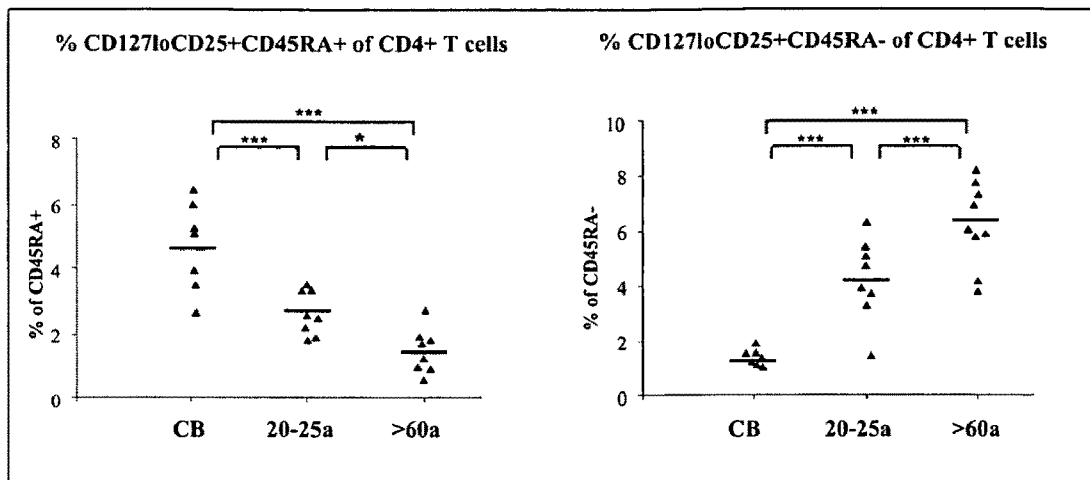 % CD127loCD25+CD45RA+ of CD4+ T cells
***
***
*
8
6
4
2
0
% of CD45RA+
CB
20-25a
>60a
% CD127loCD25+CD45RA- of CD4+ T cells
***
***
***
10
8
6
4
2
0
% of CD45RA-
CB
20-25a
>60a